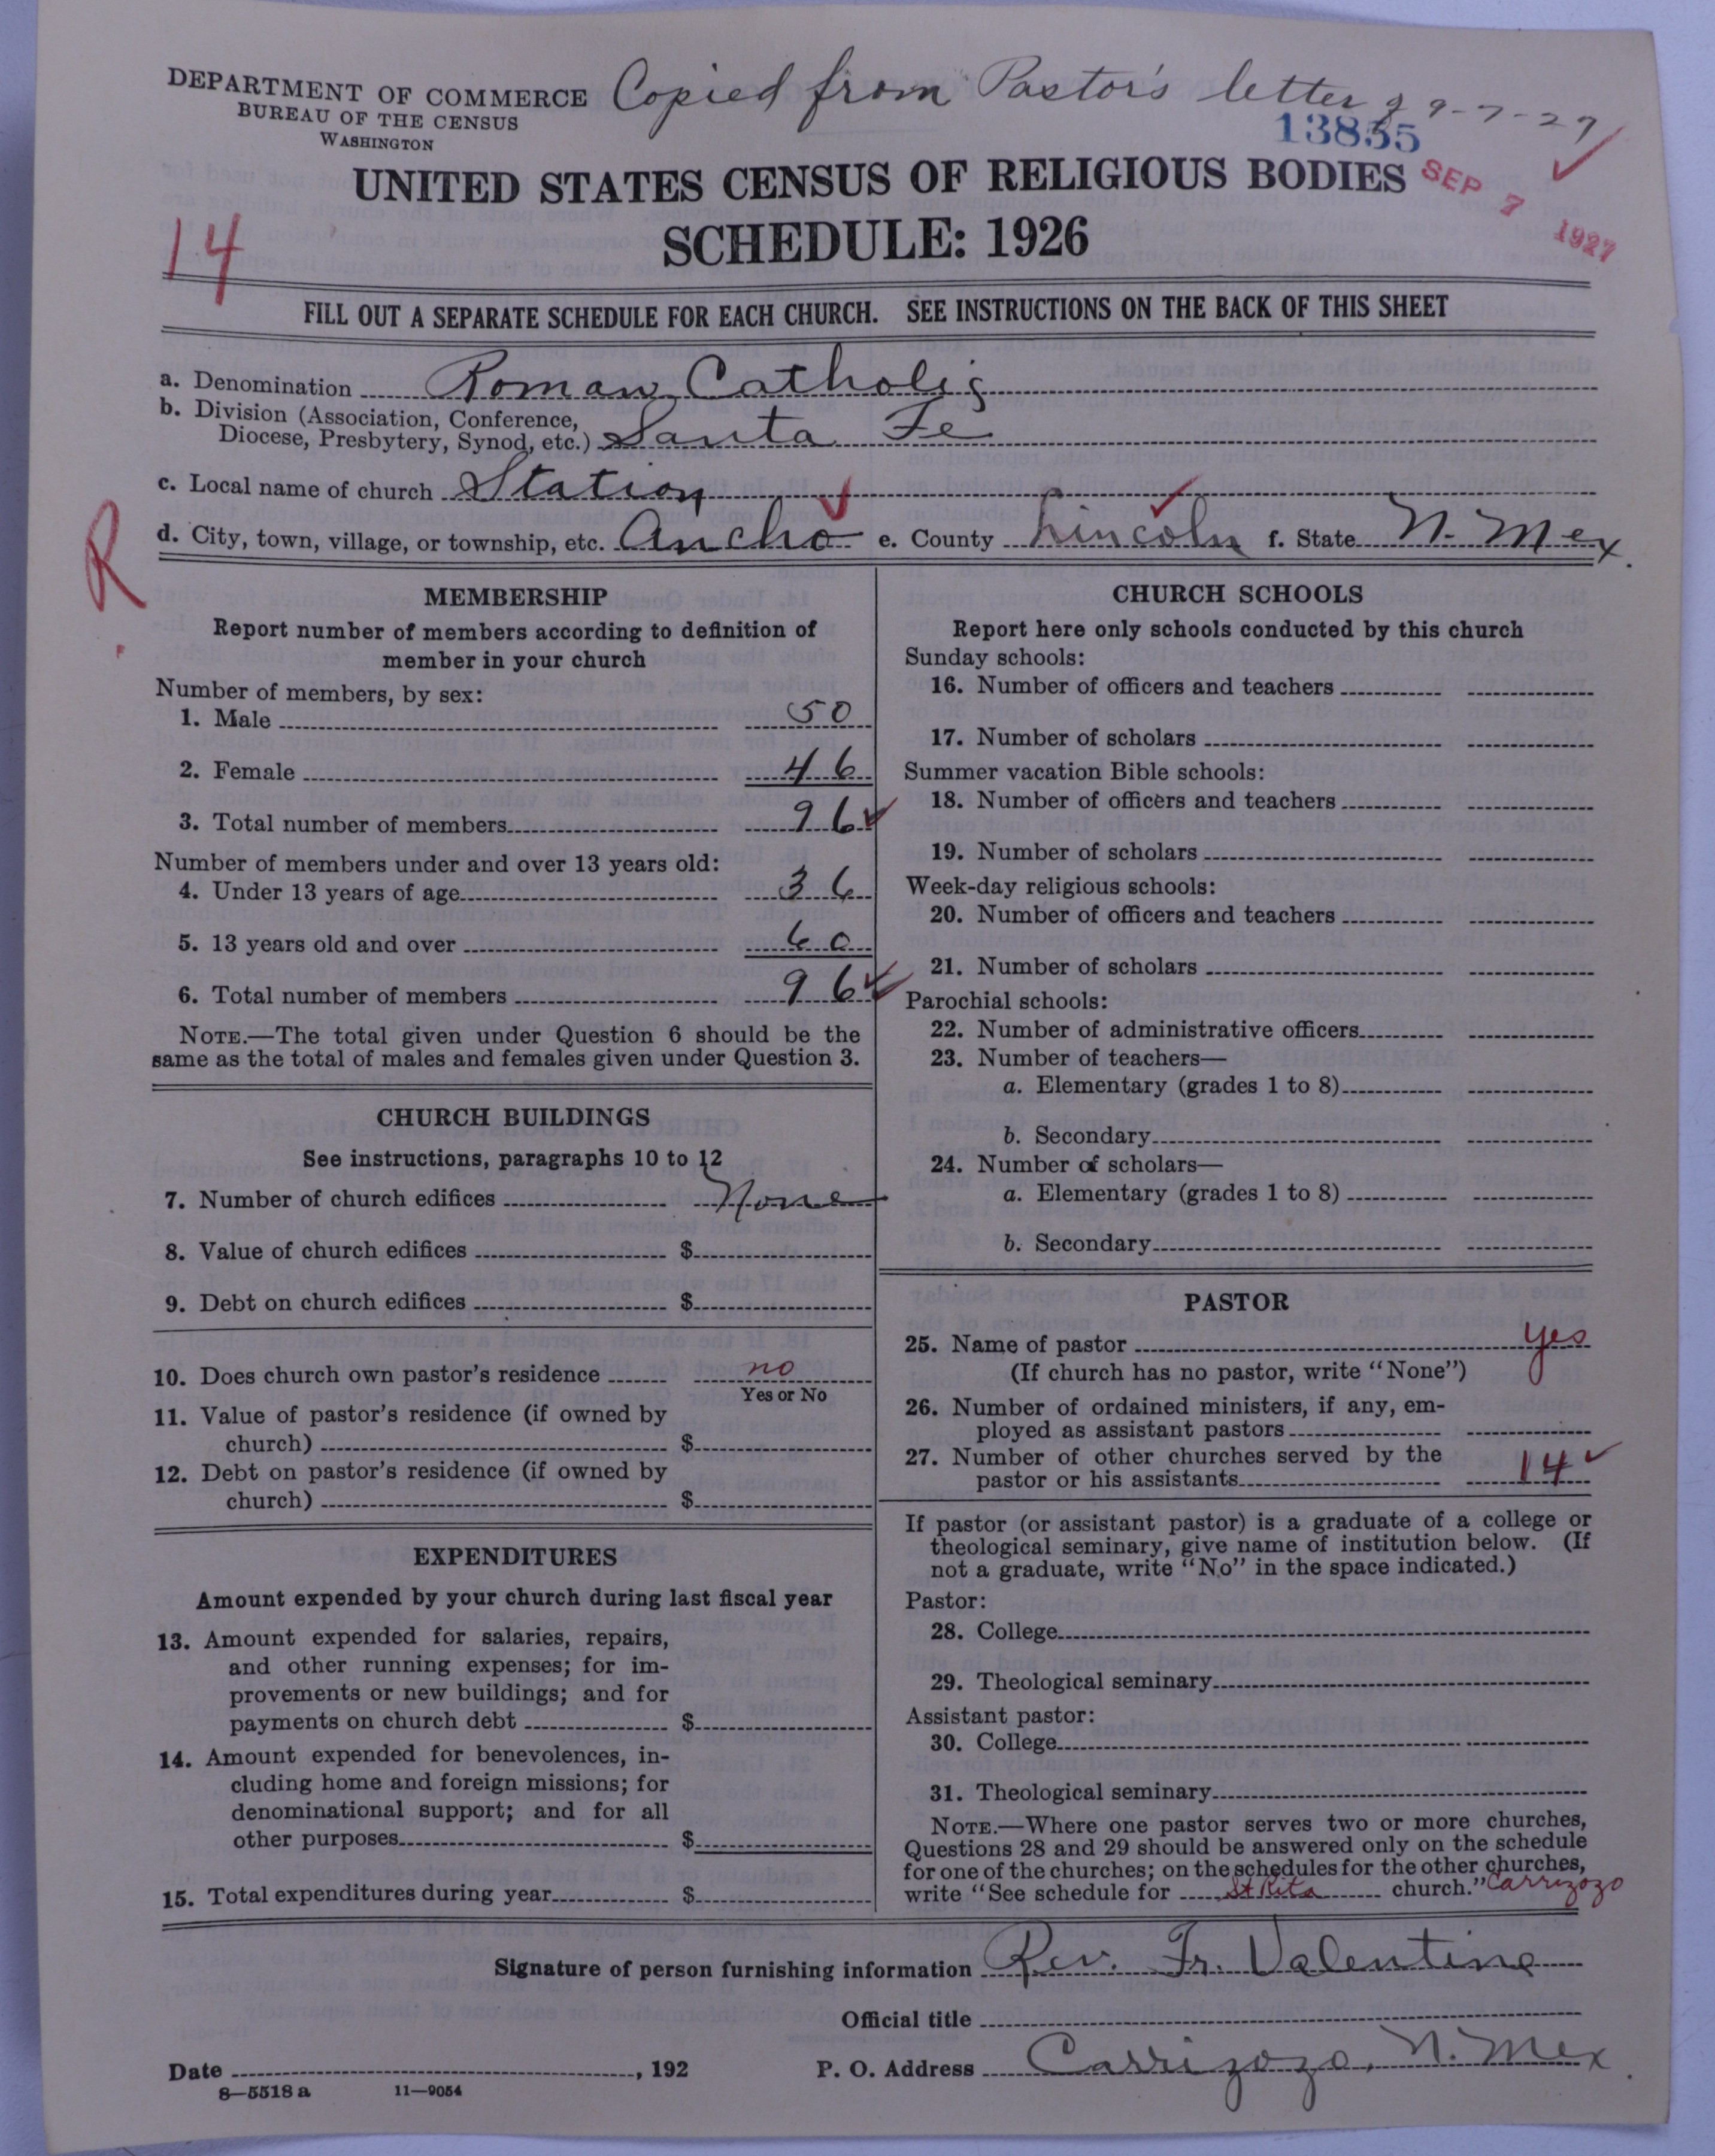 DEPARTMENT OF COMMERCE
BUREAU OF THE CENSUS
WASHINGTON
Copied from Pastor's letter 9-7-27
13835
SEP 7 1927
UNITED STATES CENSUS OF RELIGIOUS BODIES
SCHEDULE: 1926
14
FILL OUT A SEPARATE SCHEDULE FOR EACH CHURCH. SEE INSTRUCTIONS ON THE BACK OF THIS SHEET
a. Denomination Roman Catholic
b. Division (Association, Conference,
Diocese, Presbytery, Synod, etc.) Santa Fe
c. Local name of church Station
d. City, town, village, or township, etc. Ancho e. County Lincoln f. State N. Mex.
R
MEMBERSHIP
Report number of members according to definition of
member in your church
Number of members, by sex:
1. Male 50
2. Female 46
3. Total number of members 96
Number of members under and over 13 years old:
4. Under 13 years of age 36
5. 13 years old and over 60
6. Total number of members 96
NOTE.—The total given under Question 6 should be the
same as the total of males and females given under Question 3.
CHURCH BUILDINGS
See instructions, paragraphs 10 to 12
7. Number of church edifices None
8. Value of church edifices $
9. Debt on church edifices $
10. Does church own pastor's residence no
Yes or No
11. Value of pastor's residence (if owned by
church) $
12. Debt on pastor's residence (if owned by
church) $
EXPENDITURES
Amount expended by your church during last fiscal year
13. Amount expended for salaries, repairs,
and other running expenses; for im-
provements or new buildings; and for
payments on church debt $
14. Amount expended for benevolences, in-
cluding home and foreign missions; for
denominational support; and for all
other purposes $
15. Total expenditures during year $
CHURCH SCHOOLS
Report here only schools conducted by this church
Sunday schools:
16. Number of officers and teachers
17. Number of scholars
Summer vacation Bible schools:
18. Number of officers and teachers
19. Number of scholars
Week-day religious schools:
20. Number of officers and teachers
21. Number of scholars
Parochial schools:
22. Number of administrative officers
23. Number of teachers—
a. Elementary (grades 1 to 8)
b. Secondary
24. Number of scholars—
a. Elementary (grades 1 to 8)
b. Secondary
PASTOR
25. Name of pastor yes
(If church has no pastor, write "None")
26. Number of ordained ministers, if any, em-
ployed as assistant pastors
27. Number of other churches served by the
pastor or his assistants 14
If pastor (or assistant pastor) is a graduate of a college or
theological seminary, give name of institution below. (If
not a graduate, write "No" in the space indicated.)
Pastor:
28. College
29. Theological seminary
Assistant pastor:
30. College
31. Theological seminary
NOTE.—Where one pastor serves two or more churches,
Questions 28 and 29 should be answered only on the schedule
for one of the churches; on the schedules for the other churches,
write "See schedule for St Rita church." Carrizozo
Signature of person furnishing information Rev. Fr. Valentine
Official title
Date , 192 P. O. Address Carrizozo, N. Mex.
8—5518 a 11—9054